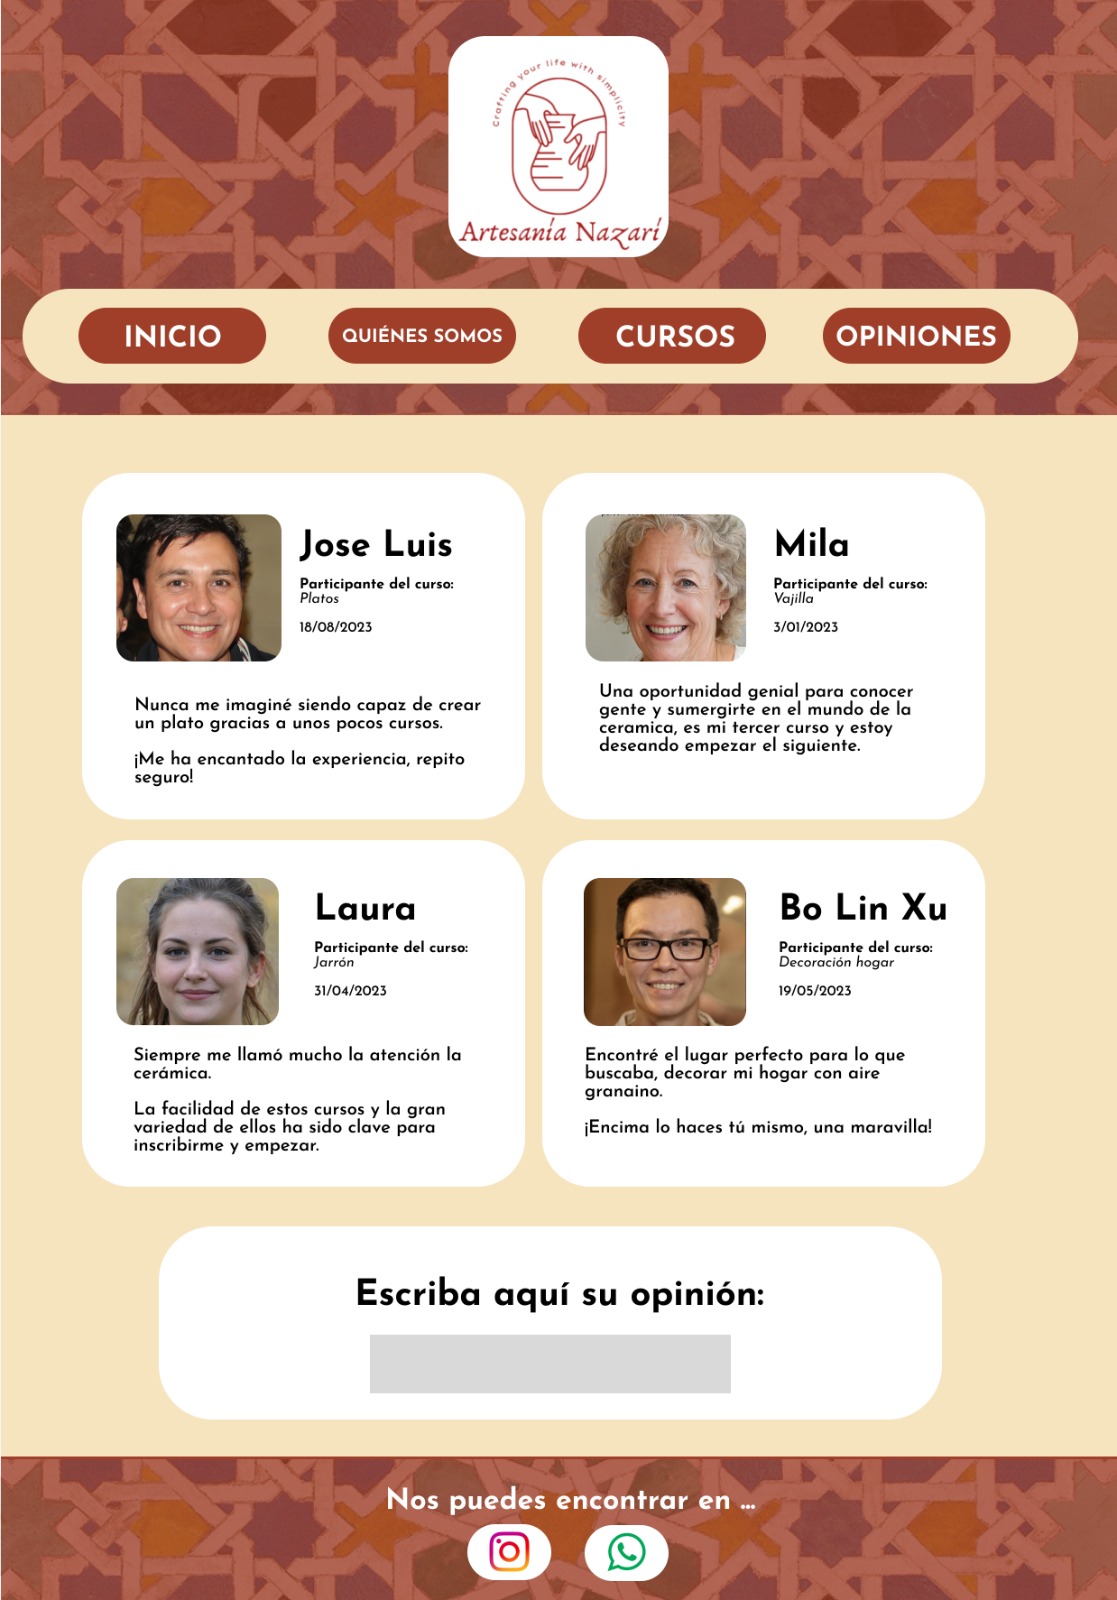 Crafting your life with simplicity
Artesanía Nazarí
INICIO
QUIÉNES SOMOS
CURSOS
OPINIONES
Jose Luis
Participante del curso:
Platos
18/08/2023
Nunca me imaginé siendo capaz de crear
un plato gracias a unos pocos cursos.
¡Me ha encantado la experiencia, repito
seguro!
Mila
Participante del curso:
Vajilla
3/01/2023
Una oportunidad genial para conocer
gente y sumergirte en el mundo de la
ceramica, es mi tercer curso y estoy
deseando empezar el siguiente.
Laura
Participante del curso:
Jarrón
31/04/2023
Siempre me llamó mucho la atención la
cerámica.
La facilidad de estos cursos y la gran
variedad de ellos ha sido clave para
inscribirme y empezar.
Bo Lin Xu
Participante del curso:
Decoración hogar
19/05/2023
Encontré el lugar perfecto para lo que
buscaba, decorar mi hogar con aire
granaino.
¡Encima lo haces tú mismo, una maravilla!
Escriba aquí su opinión:
Nos puedes encontrar en ...